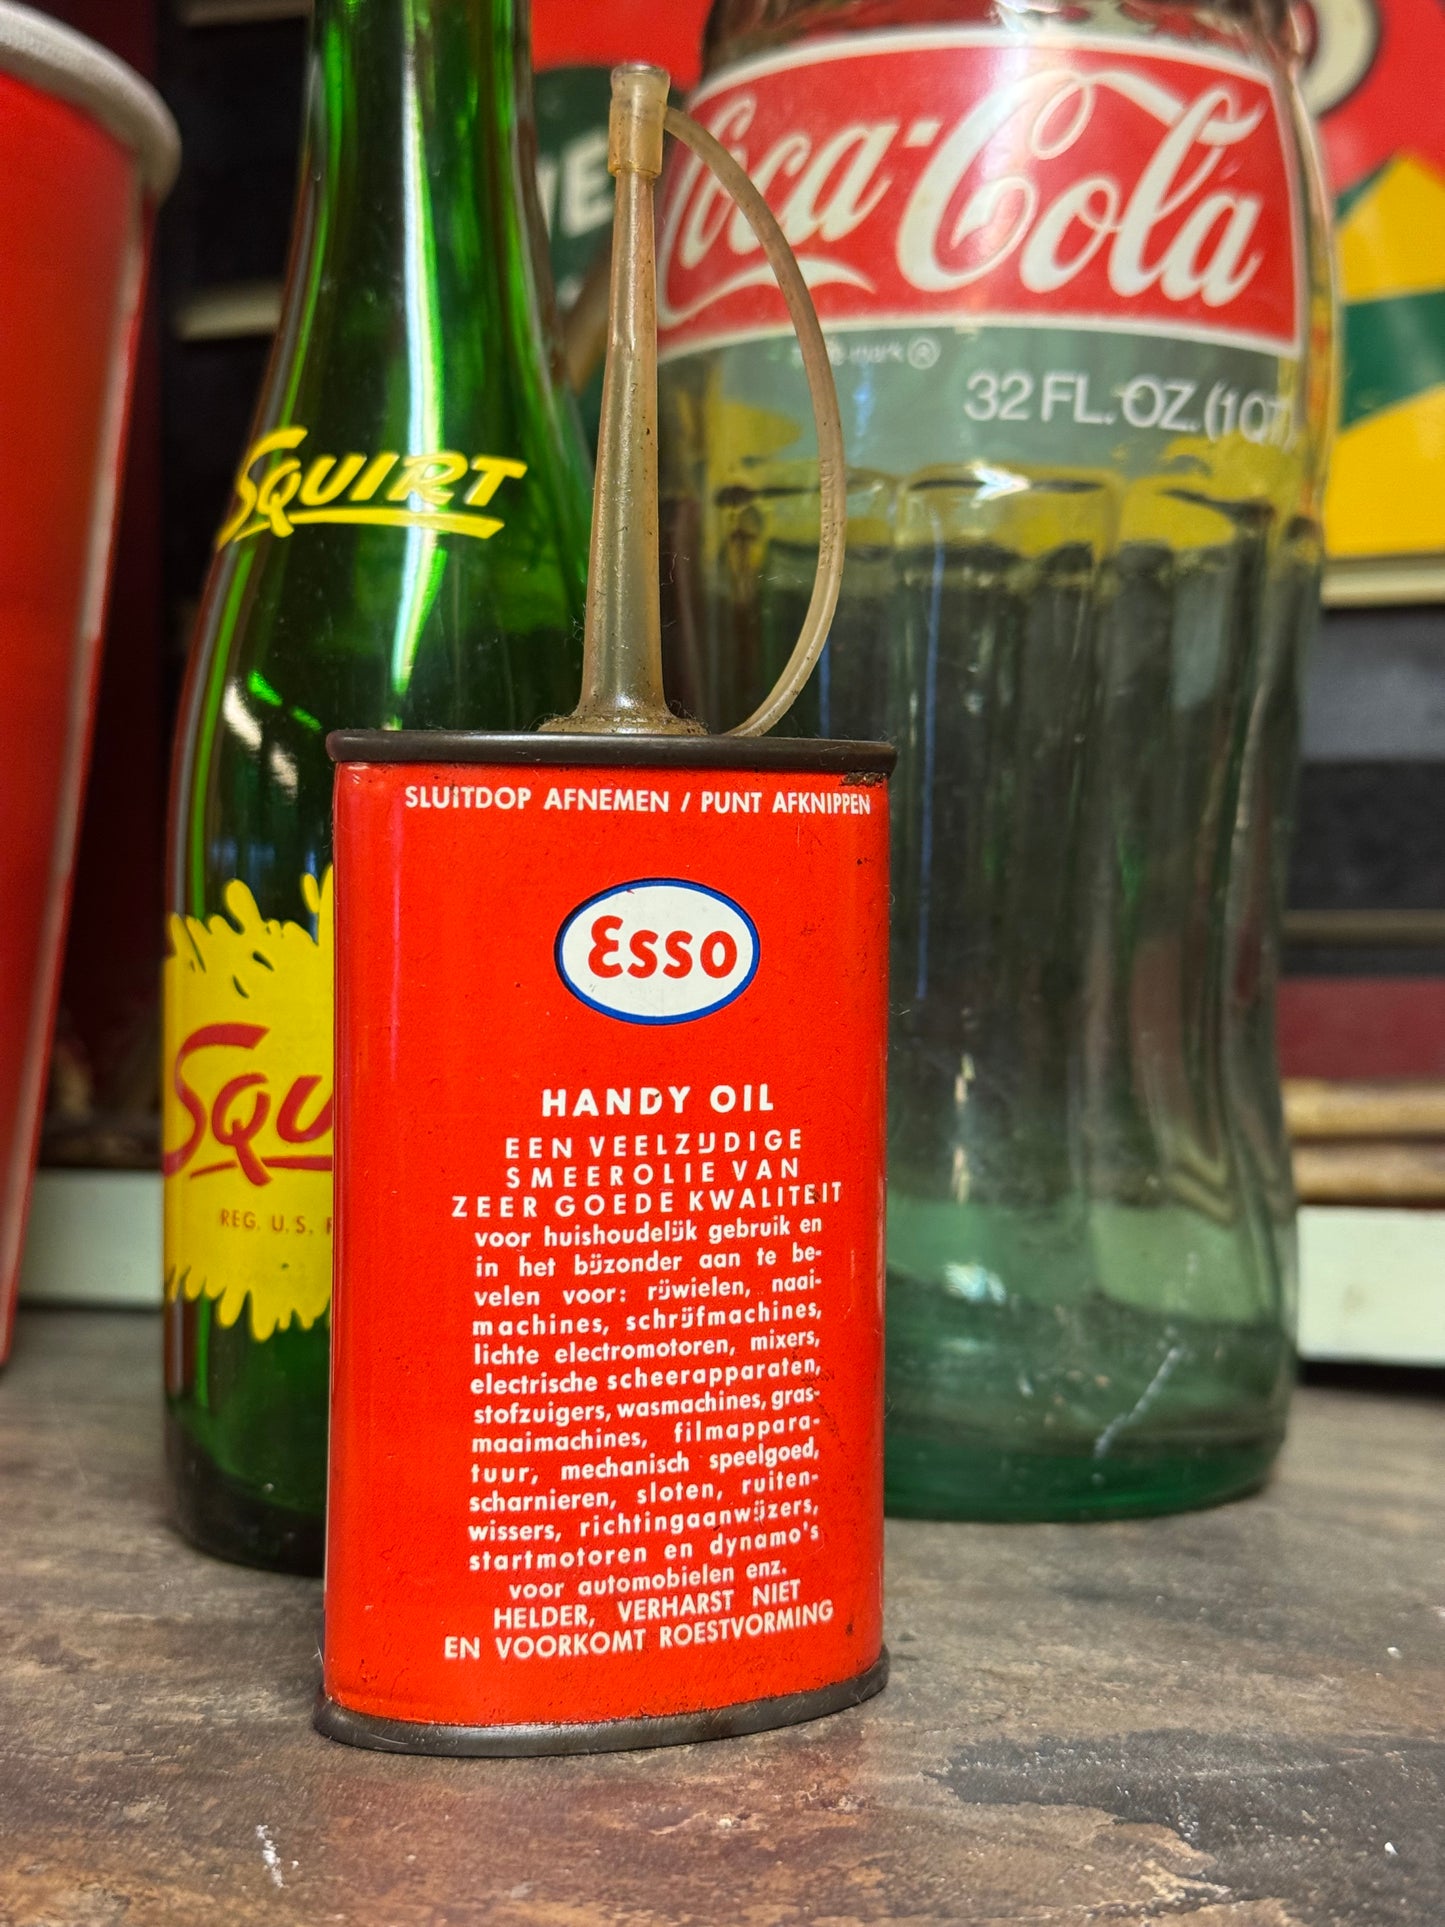 Coca-Cola
32 FL. OZ. (1 QT.)
SQUIRT
SLUITDOP AFNEMEN / PUNT AFKNIPPEN
Esso
HANDY OIL
EEN VEELZIJDIGE
SMEEROLIE VAN
ZEER GOEDE KWALITEIT
voor huishoudelijk gebruik en
in het bijzonder aan te be-
velen voor: rijwielen, naai-
machines, schrijfmachines,
lichte electromotoren, mixers,
electrische scheerapparaten,
stofzuigers, wasmachines, gras-
maaimachines, filmappara-
tuur, mechanisch speelgoed,
scharnieren, sloten, ruiten-
wissers, richtingaanwijzers,
startmotoren en dynamo's
voor automobielen enz.
HELDER, VERHARST NIET
EN VOORKOMT ROESTVORMING
SQU
REG. U.S.